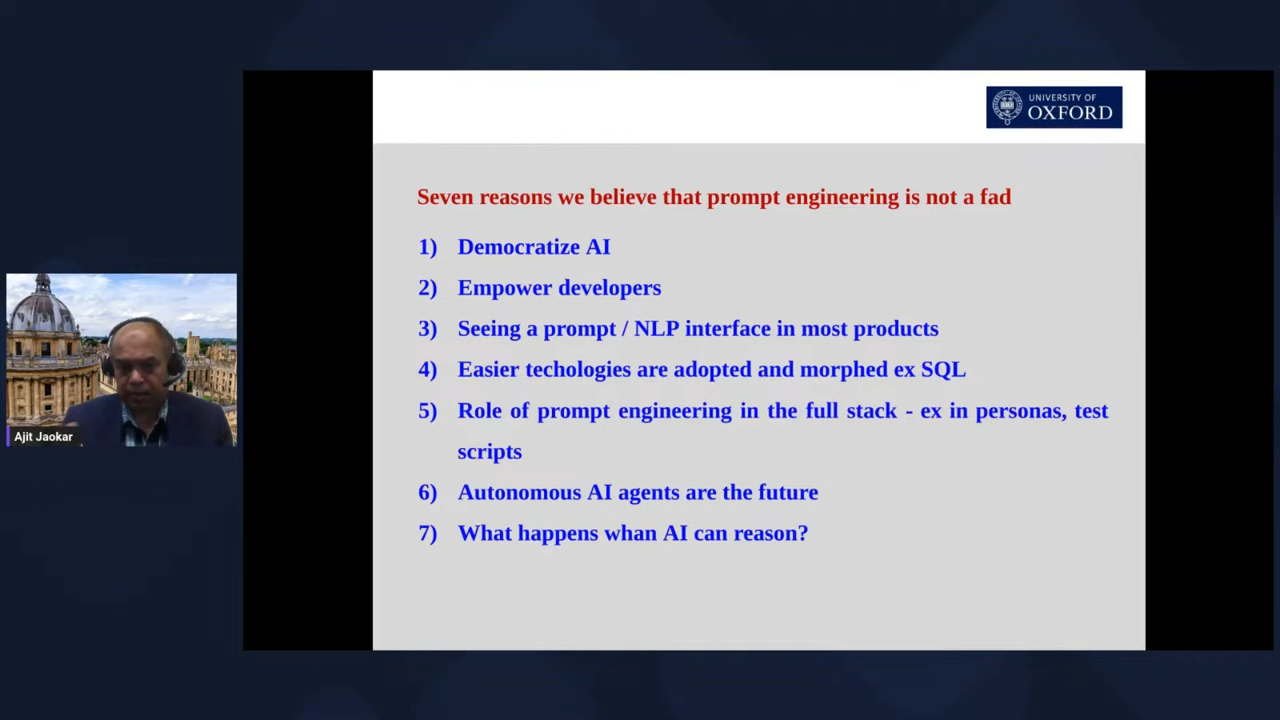 UNIVERSITY OF
OXFORD
Seven reasons we believe that prompt engineering is not a fad
1) Democratize AI
2) Empower developers
3) Seeing a prompt / NLP interface in most products
4) Easier techologies are adopted and morphed ex SQL
5) Role of prompt engineering in the full stack - ex in personas, test
scripts
6) Autonomous AI agents are the future
7) What happens whan AI can reason?
Ajit Jaokar